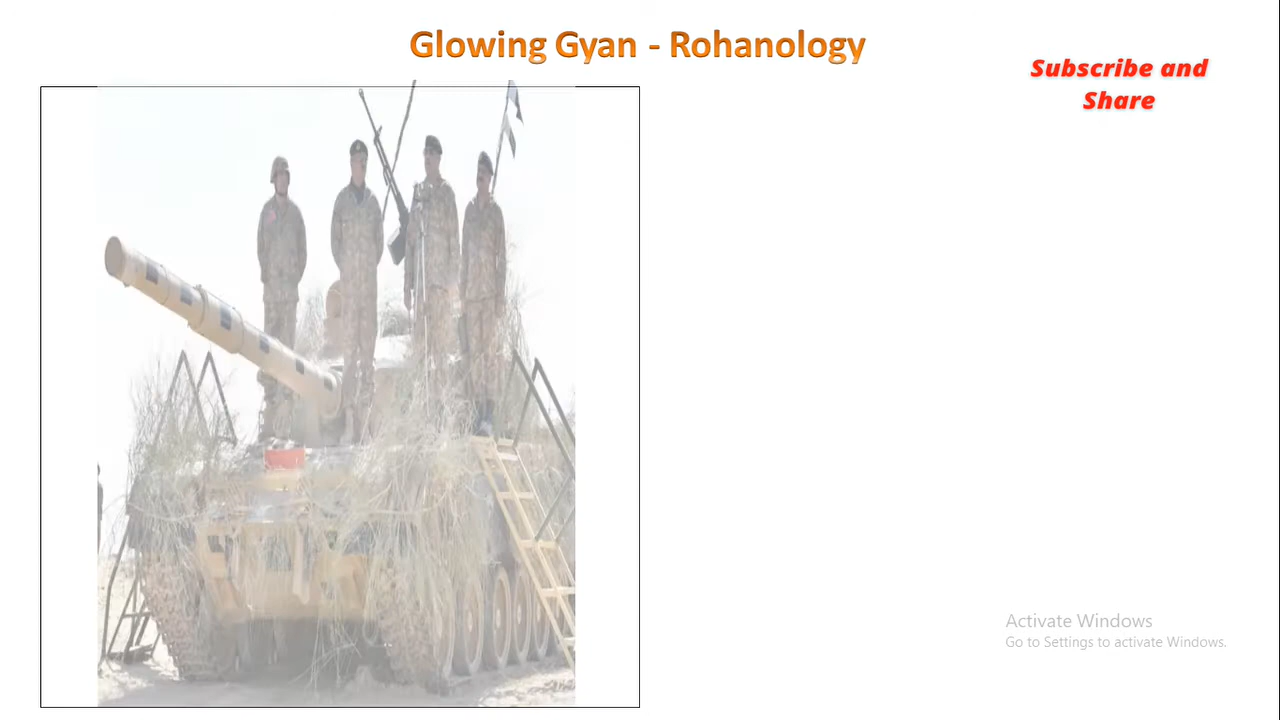 Glowing Gyan - Rohanology
Subscribe and
Share
Activate Windows
Go to Settings to activate Windows.